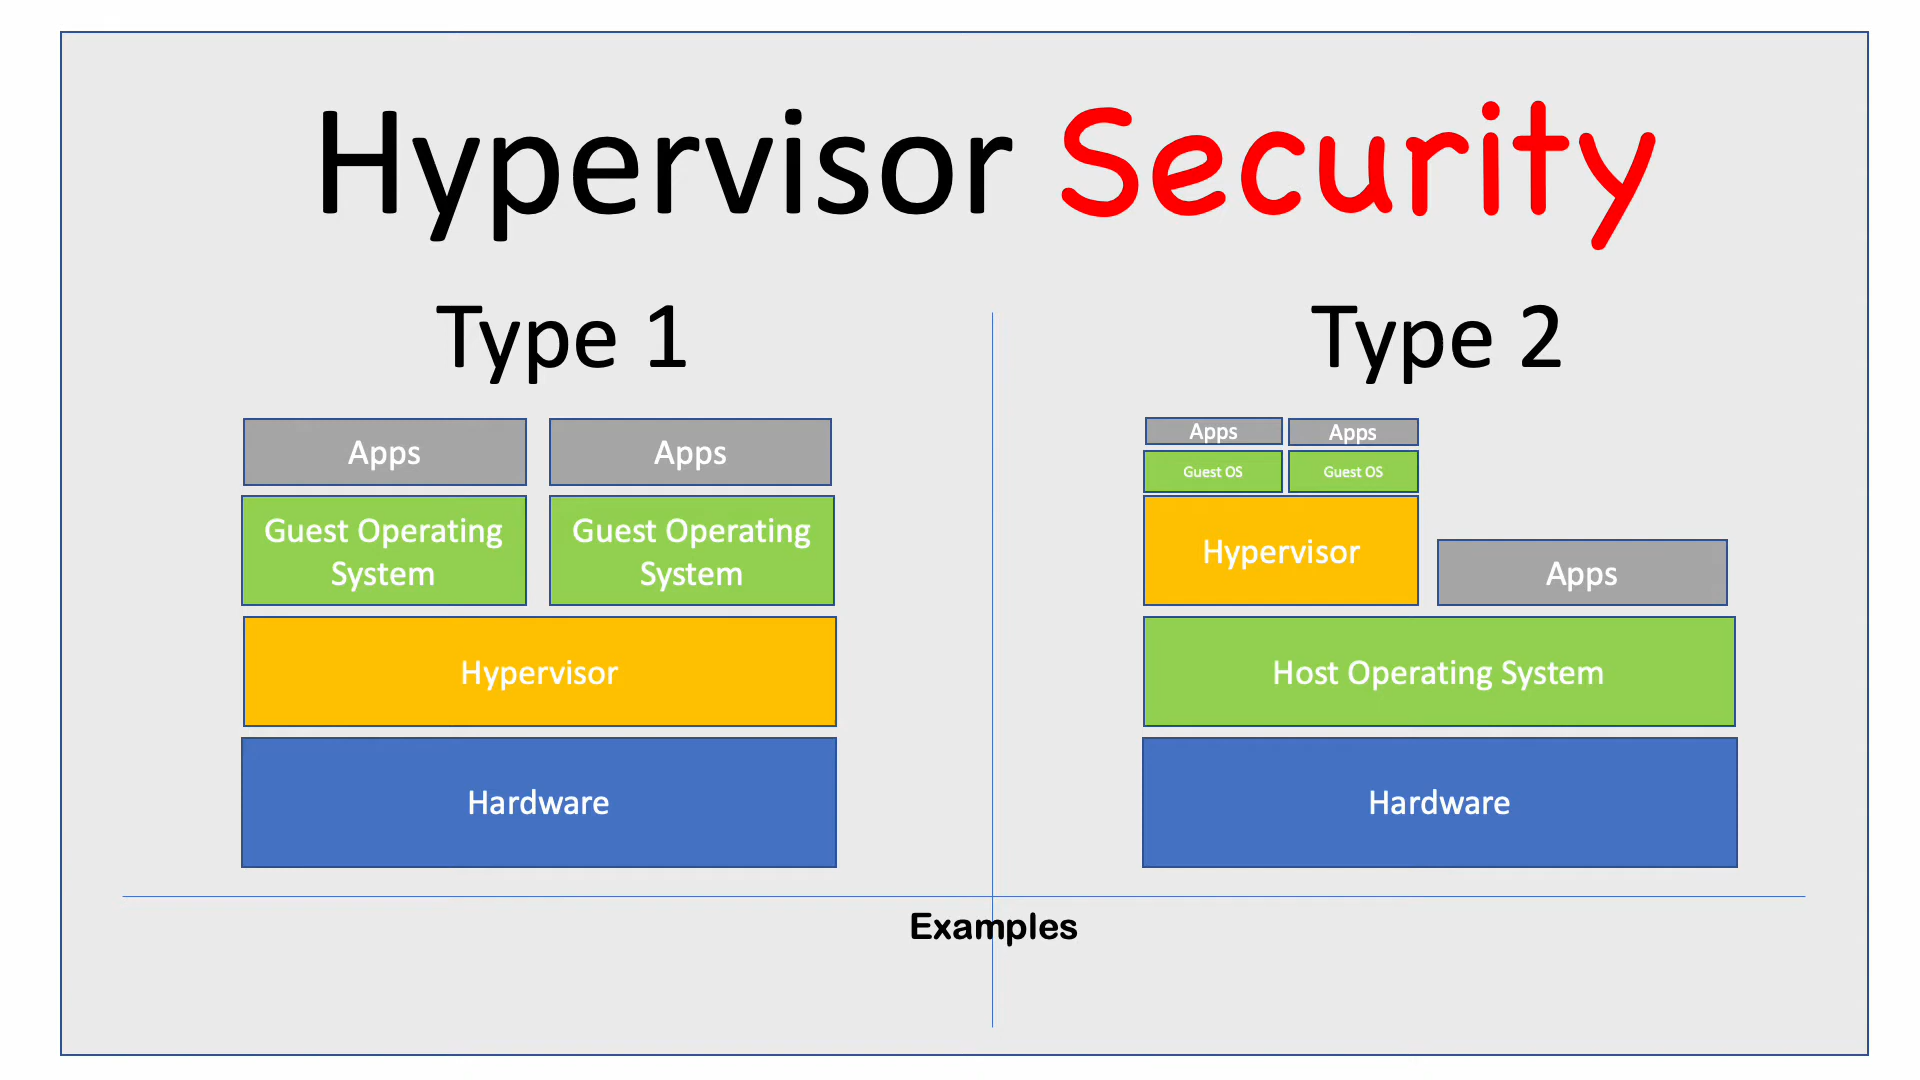 Hypervisor Security
Type 1
Apps
Apps
Guest Operating
System
Guest Operating
System
Hypervisor
Hardware
Type 2
Apps
Apps
Guest OS
Guest OS
Hypervisor
Apps
Host Operating System
Hardware
Examples